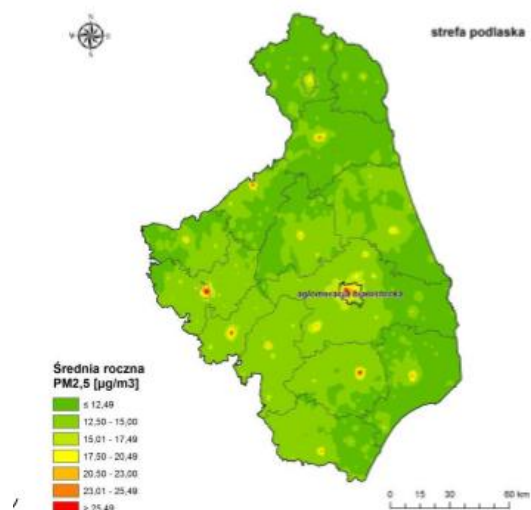 strefa podlaska
aglomeracja białostocka
Średnia roczna
PM2,5 [µg/m3]
≤ 12,49
12,50 - 15,00
15,01 - 17,49
17,50 - 20,49
20,50 - 23,00
23,01 - 25,49
> 25,49
0 15 30 60 km